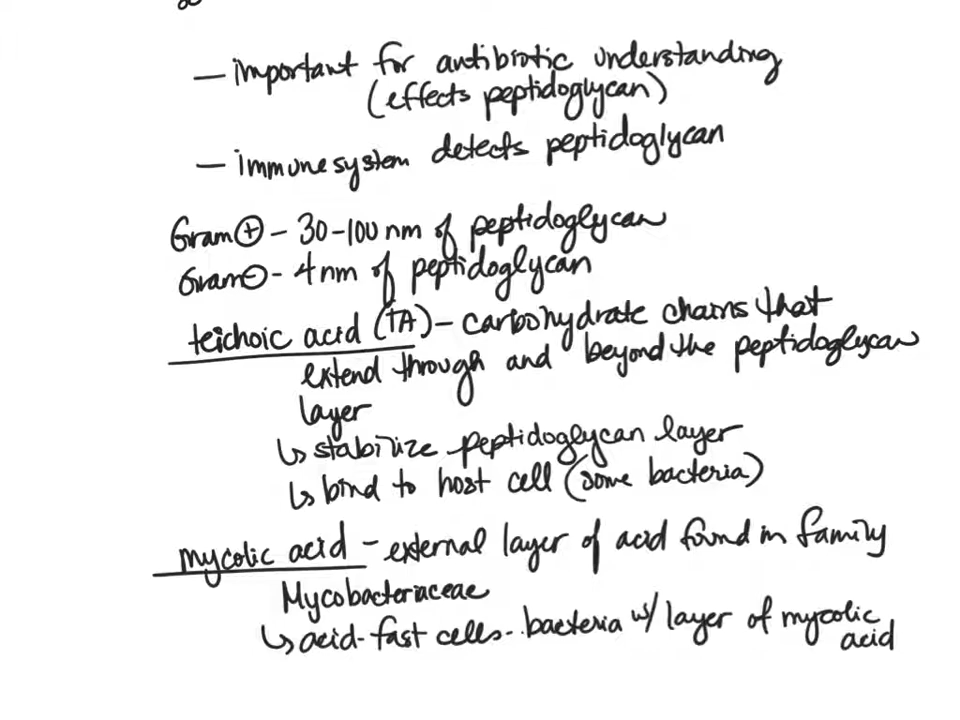 — important for antibiotic understanding
(effects peptidoglycan)
— immune system detects peptidoglycan
Gram⊕ - 30-100 nm of peptidoglycan
Gram⊖ - 4 nm of peptidoglycan
teichoic acid (TA) - carbohydrate chains that
extend through and beyond the peptidoglycan
layer
↳ stabilize peptidoglycan layer
↳ bind to host cell (some bacteria)
mycolic acid - external layer of acid found in family
Mycobacteriaceae
↳ acid-fast cells - bacteria w/ layer of mycolic
acid